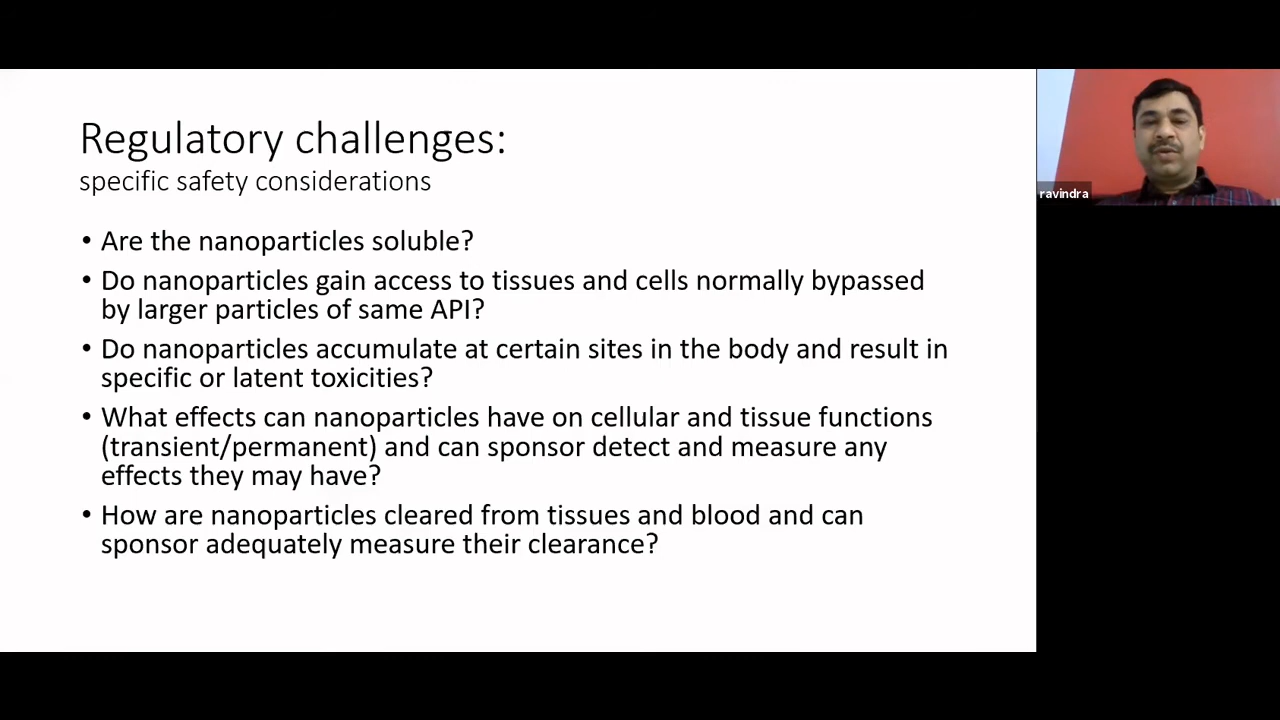 Regulatory challenges:
specific safety considerations
• Are the nanoparticles soluble?
• Do nanoparticles gain access to tissues and cells normally bypassed
by larger particles of same API?
• Do nanoparticles accumulate at certain sites in the body and result in
specific or latent toxicities?
• What effects can nanoparticles have on cellular and tissue functions
(transient/permanent) and can sponsor detect and measure any
effects they may have?
• How are nanoparticles cleared from tissues and blood and can
sponsor adequately measure their clearance?
ravindra